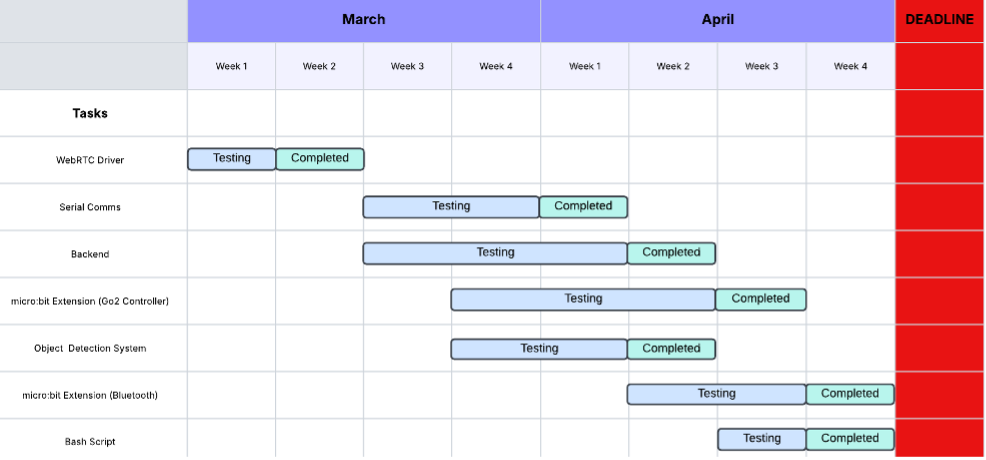 March April DEADLINE
Week 1 Week 2 Week 3 Week 4 Week 1 Week 2 Week 3 Week 4
Tasks
WebRTC Driver Testing Completed
Serial Comms Testing Completed
Backend Testing Completed
micro:bit Extension (Go2 Controller) Testing Completed
Object Detection System Testing Completed
micro:bit Extension (Bluetooth) Testing Completed
Bash Script Testing Completed